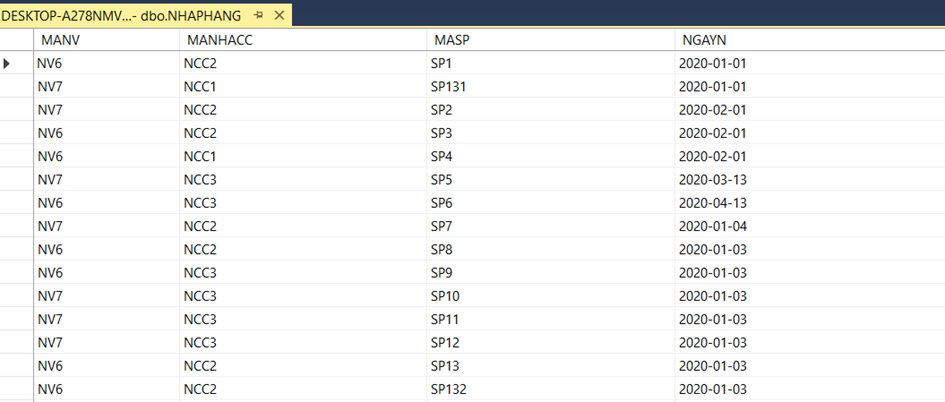 DESKTOP-A278NMV...- dbo.NHAPHANG
MANV MANHACC MASP NGAYN
NV6 NCC2 SP1 2020-01-01
NV7 NCC1 SP131 2020-01-01
NV7 NCC2 SP2 2020-02-01
NV6 NCC2 SP3 2020-02-01
NV6 NCC1 SP4 2020-02-01
NV7 NCC3 SP5 2020-03-13
NV6 NCC3 SP6 2020-04-13
NV7 NCC2 SP7 2020-01-04
NV6 NCC2 SP8 2020-01-03
NV6 NCC3 SP9 2020-01-03
NV7 NCC3 SP10 2020-01-03
NV7 NCC3 SP11 2020-01-03
NV7 NCC3 SP12 2020-01-03
NV6 NCC2 SP13 2020-01-03
NV6 NCC2 SP132 2020-01-03